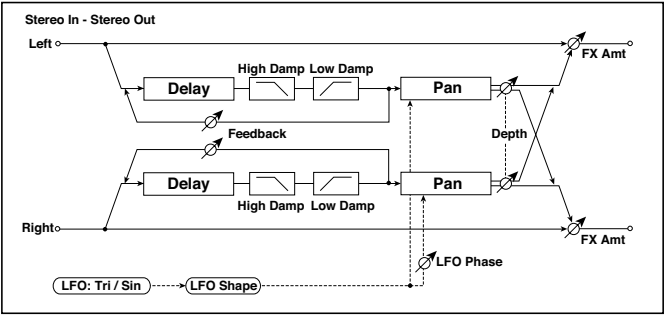 Stereo In - Stereo Out
Left
FX Amt
High Damp Low Damp
Delay
Pan
Feedback
Depth
Delay
Pan
High Damp Low Damp
Right
FX Amt
LFO Phase
LFO: Tri / Sin
LFO Shape